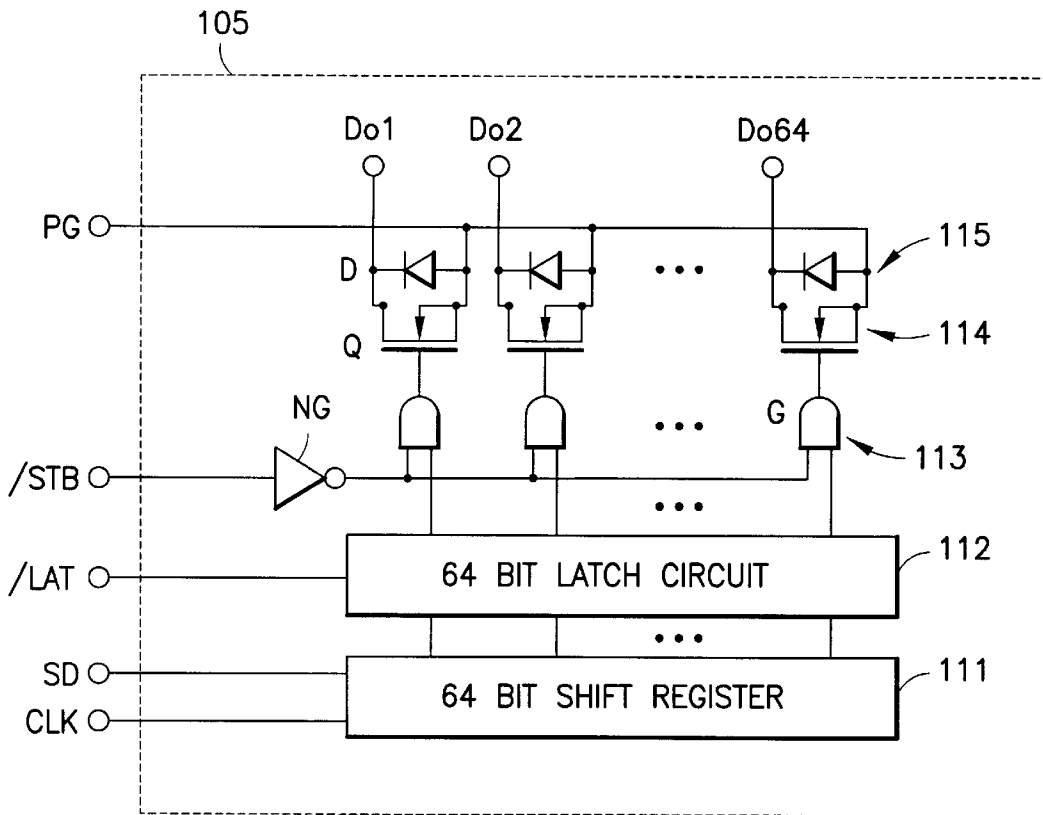 105
Do1 Do2 Do64
PG
D
115
Q
114
NG
G
113
/STB
/LAT
64 BIT LATCH CIRCUIT
112
SD
64 BIT SHIFT REGISTER
111
CLK